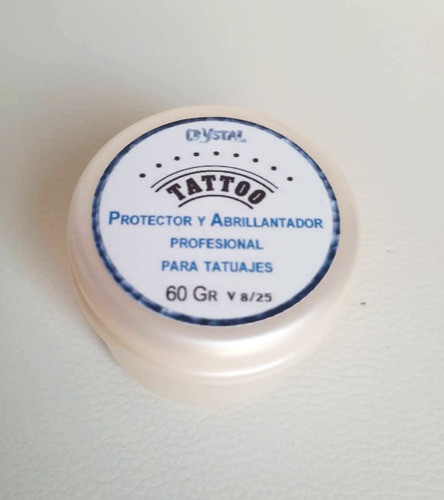 CRYSTAL
TATTOO
PROTECTOR Y ABRILLANTADOR
PROFESIONAL
PARA TATUAJES
60 GR V 8/25